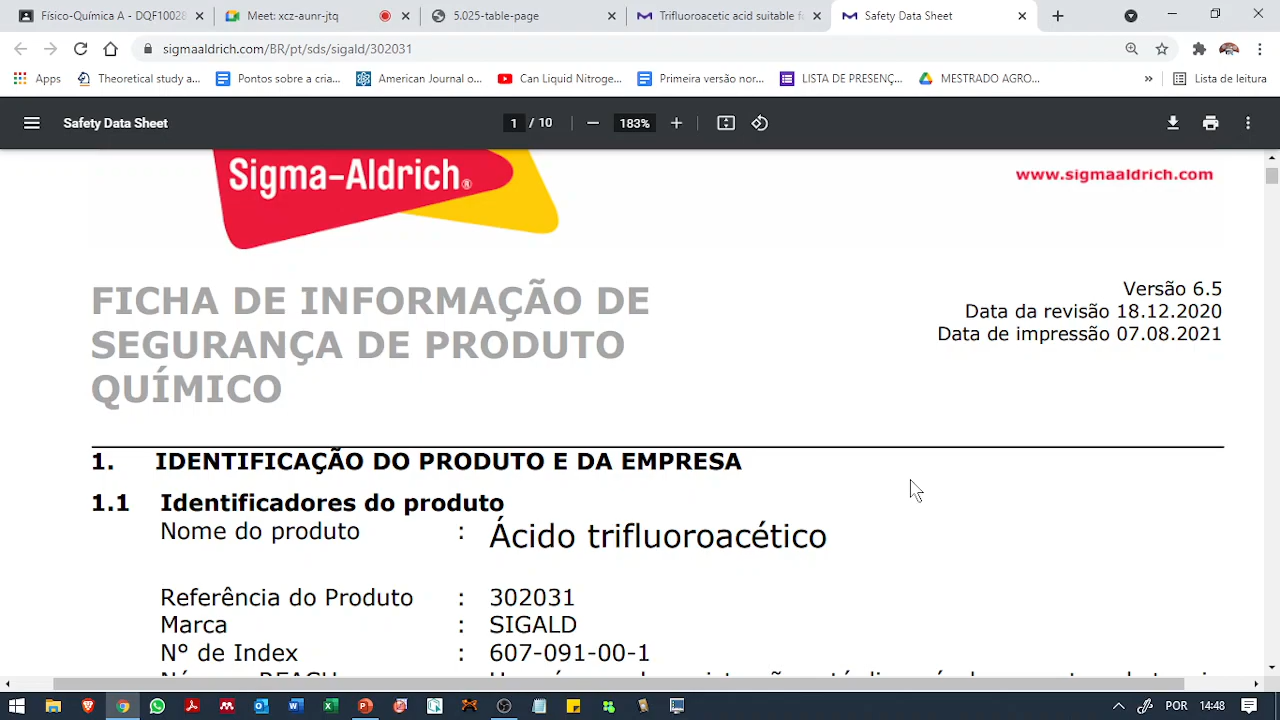 Físico-Química A - DQF10028
Meet: xcz-aunr-jtq
S.025-table-page
Trifluoroacetic acid suitable f
Safety Data Sheet
sigmaaldrich.com/BR/pt/sds/sigald/302031
Apps
Theoretical study a...
Pontos sobre a cria...
American Journal o...
Can Liquid Nitroge...
Primeira versão nor...
LISTA DE PRESENÇ...
MESTRADO AGRO...
»
Lista de leitura
Safety Data Sheet
1 / 10
183%
Sigma-Aldrich®
www.sigmaaldrich.com
FICHA DE INFORMAÇÃO DE
SEGURANÇA DE PRODUTO
QUÍMICO
Versão 6.5
Data da revisão 18.12.2020
Data de impressão 07.08.2021
1. IDENTIFICAÇÃO DO PRODUTO E DA EMPRESA
1.1 Identificadores do produto
Nome do produto : Ácido trifluoroacético
Referência do Produto : 302031
Marca : SIGALD
N° de Index : 607-091-00-1
POR 14:48